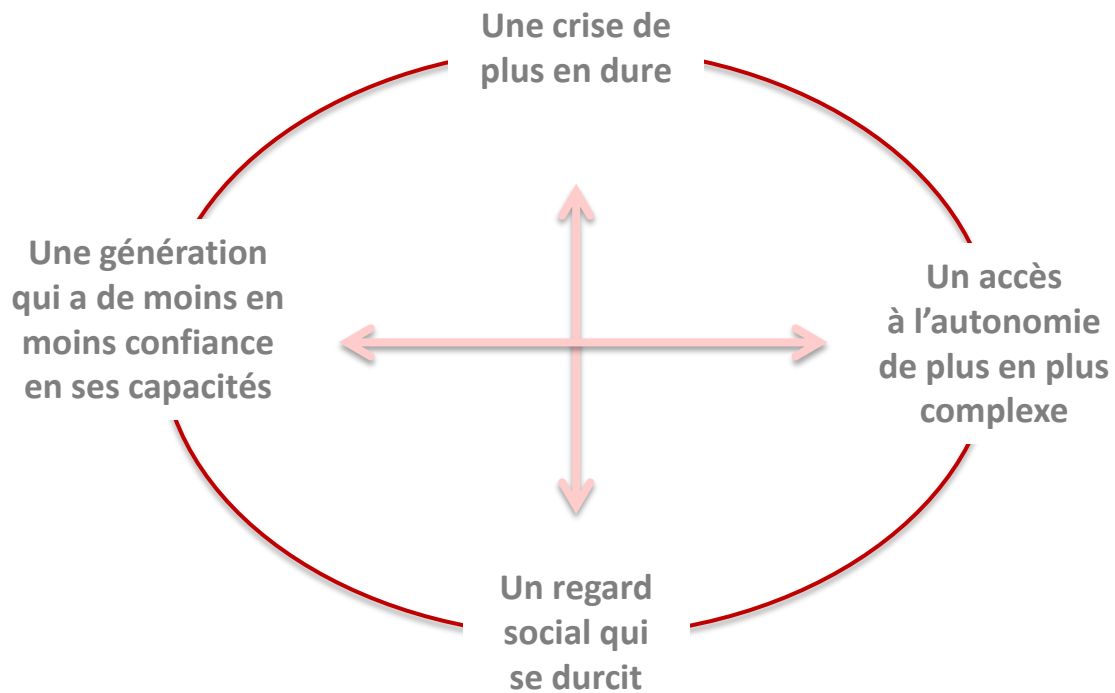 Une crise de
plus en dure
Une génération
qui a de moins en
moins confiance
en ses capacités
Un accès
à l’autonomie
de plus en plus
complexe
Un regard
social qui
se durcit